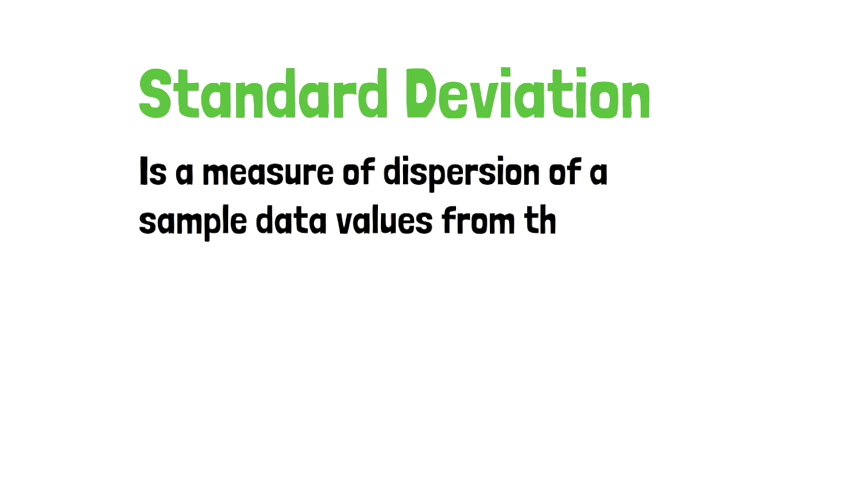 Standard Deviation
Is a measure of dispersion of a
sample data values from th